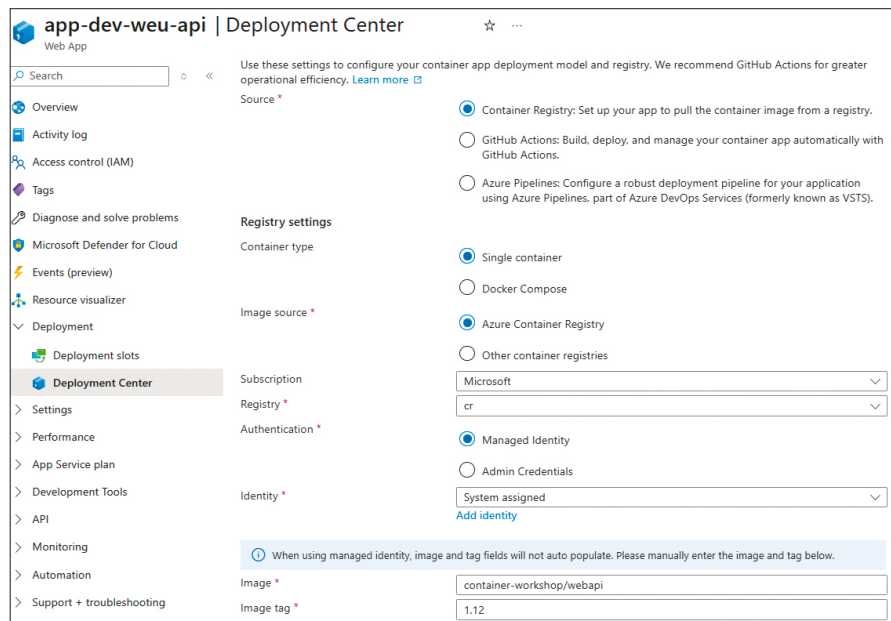 app-dev-weu-api | Deployment Center
Web App
Search
Overview
Activity log
Access control (IAM)
Tags
Diagnose and solve problems
Microsoft Defender for Cloud
Events (preview)
Resource visualizer
Deployment
Deployment slots
Deployment Center
Settings
Performance
App Service plan
Development Tools
API
Monitoring
Automation
Support + troubleshooting
Use these settings to configure your container app deployment model and registry. We recommend GitHub Actions for greater
operational efficiency. Learn more
Source *
Container Registry: Set up your app to pull the container image from a registry.
GitHub Actions: Build, deploy, and manage your container app automatically with
GitHub Actions.
Azure Pipelines: Configure a robust deployment pipeline for your application
using Azure Pipelines, part of Azure DevOps Services (formerly known as VSTS).
Registry settings
Container type
Single container
Docker Compose
Image source *
Azure Container Registry
Other container registries
Subscription
Microsoft
Registry *
cr
Authentication *
Managed Identity
Admin Credentials
Identity *
System assigned
Add identity
When using managed identity, image and tag fields will not auto populate. Please manually enter the image and tag below.
Image *
container-workshop/webapi
Image tag *
1.12